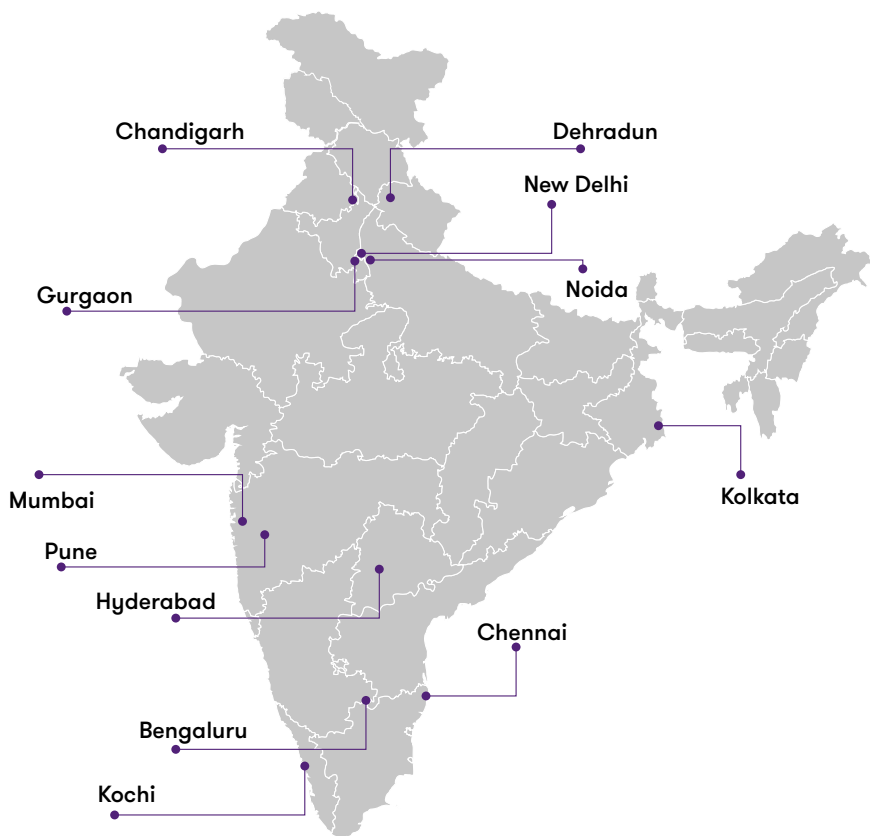 Chandigarh
Dehradun
New Delhi
Gurgaon
Noida
Mumbai
Kolkata
Pune
Hyderabad
Chennai
Bengaluru
Kochi